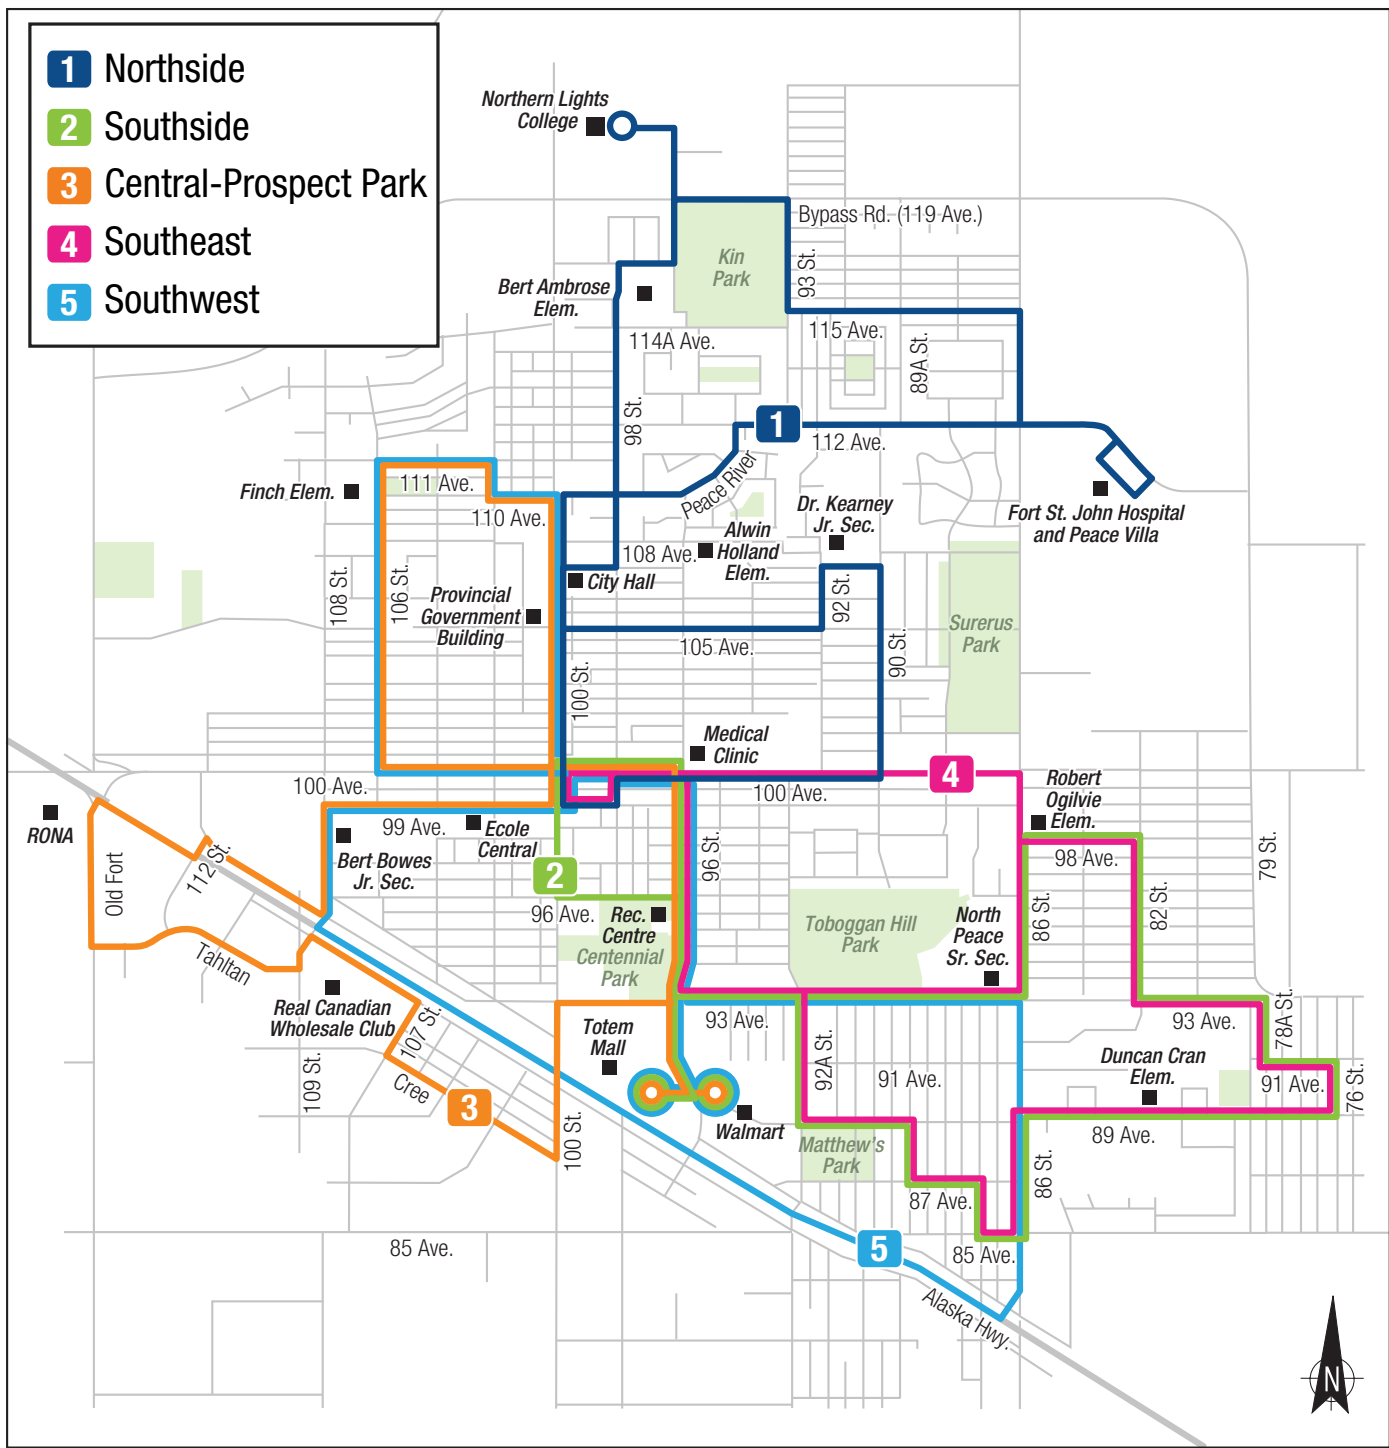 1 Northside
2 Southside
3 Central-Prospect Park
4 Southeast
5 Southwest
Northern Lights
College
Bypass Rd. (119 Ave.)
Kin
Park
93 St.
Bert Ambrose
Elem.
114A Ave.
115 Ave.
89A St.
98 St.
1
112 Ave.
Peace River
Finch Elem.
111 Ave.
110 Ave.
Dr. Kearney
Jr. Sec.
Fort St. John Hospital
and Peace Villa
Alwin
Holland
Elem.
108 Ave.
City Hall
108 St.
106 St.
Provincial
Government
Building
92 St.
Surerus
Park
105 Ave.
90 St.
100 St.
Medical
Clinic
4
100 Ave.
100 Ave.
Robert
Ogilvie
Elem.
RONA
99 Ave.
Ecole
Central
Bert Bowes
Jr. Sec.
96 St.
98 Ave.
79 St.
112 St.
Old Fort
2
96 Ave.
Rec.
Centre
Centennial
Park
Toboggan Hill
Park
North
Peace
Sr. Sec.
86 St.
82 St.
Tahltan
Real Canadian
Wholesale Club
107 St.
Totem
Mall
93 Ave.
93 Ave.
78A St.
92A St.
91 Ave.
Duncan Cran
Elem.
91 Ave.
76 St.
109 St.
Cree
3
100 St.
Walmart
Matthew's
Park
89 Ave.
86 St.
87 Ave.
85 Ave.
5
85 Ave.
Alaska Hwy.
N